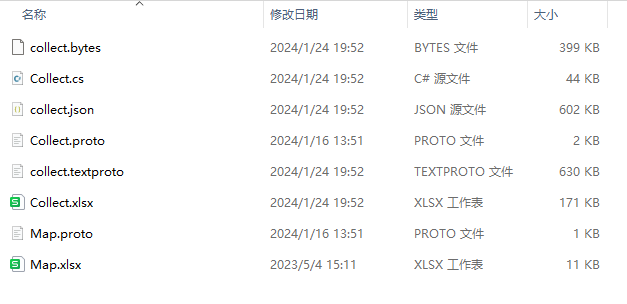 名称 修改日期 类型 大小
collect.bytes 2024/1/24 19:52 BYTES 文件 399 KB
Collect.cs 2024/1/24 19:52 C# 源文件 44 KB
collect.json 2024/1/24 19:52 JSON 源文件 602 KB
Collect.proto 2024/1/16 13:51 PROTO 文件 2 KB
collect.textproto 2024/1/24 19:52 TEXTPROTO 文件 630 KB
Collect.xlsx 2024/1/24 19:52 XLSX 工作表 171 KB
Map.proto 2024/1/16 13:51 PROTO 文件 1 KB
Map.xlsx 2023/5/4 15:11 XLSX 工作表 11 KB